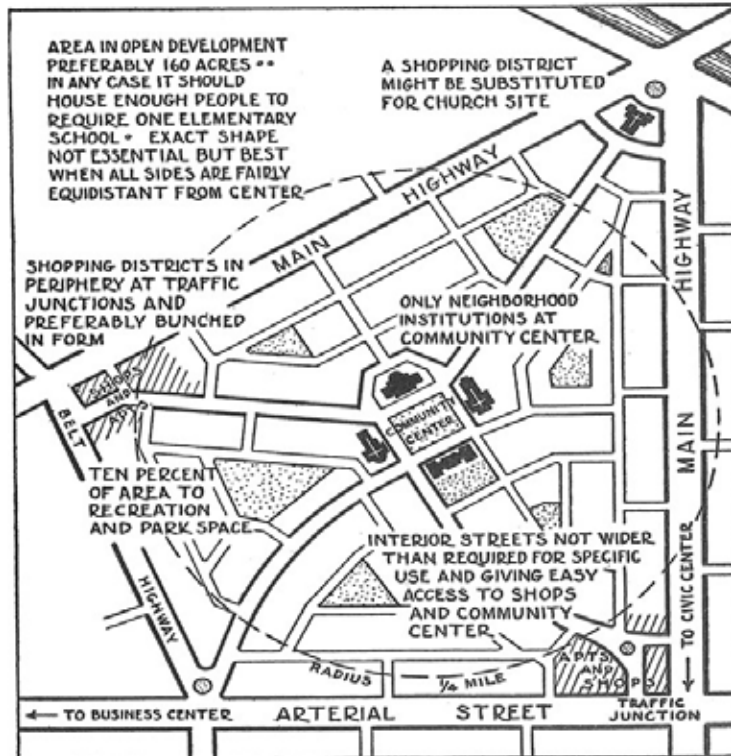 AREA IN OPEN DEVELOPMENT
PREFERABLY 160 ACRES ••
IN ANY CASE IT SHOULD
HOUSE ENOUGH PEOPLE TO
REQUIRE ONE ELEMENTARY
SCHOOL • EXACT SHAPE
NOT ESSENTIAL BUT BEST
WHEN ALL SIDES ARE FAIRLY
EQUIDISTANT FROM CENTER
A SHOPPING DISTRICT
MIGHT BE SUBSTITUTED
FOR CHURCH SITE
MAIN HIGHWAY
SHOPPING DISTRICTS IN
PERIPHERY AT TRAFFIC
JUNCTIONS AND
PREFERABLY BUNCHED
IN FORM
ONLY NEIGHBORHOOD
INSTITUTIONS AT
COMMUNITY CENTER
SHOPS
AND
APTS
COMMUNITY
CENTER
TEN PERCENT
OF AREA TO
RECREATION
AND PARK SPACE
INTERIOR STREETS NOT WIDER
THAN REQUIRED FOR SPECIFIC
USE AND GIVING EASY
ACCESS TO SHOPS
AND COMMUNITY
CENTER
BELT HIGHWAY
MAIN HIGHWAY
TO CIVIC CENTER
RADIUS 1/4 MILE
APTS
AND
SHOPS
TRAFFIC
JUNCTION
← TO BUSINESS CENTER
ARTERIAL STREET